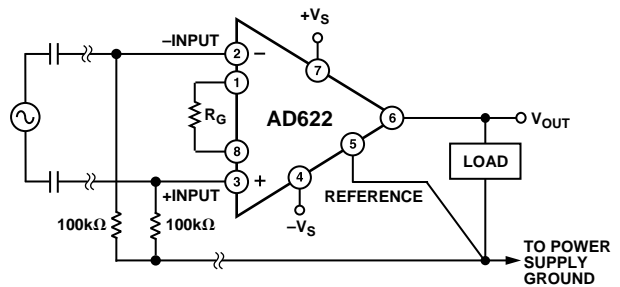 +VS
−INPUT
2
−
7
1
RG
AD622
6
VOUT
8
5
LOAD
+INPUT
3
+
4
REFERENCE
100kΩ
100kΩ
−VS
TO POWER
SUPPLY
GROUND